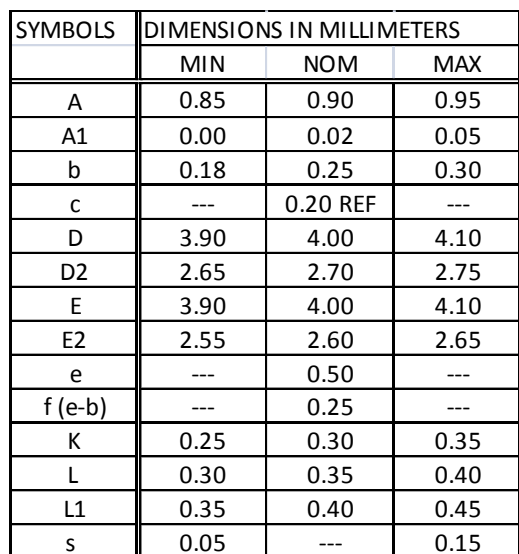 SYMBOLS DIMENSIONS IN MILLIMETERS
MIN NOM MAX
A 0.85 0.90 0.95
A1 0.00 0.02 0.05
b 0.18 0.25 0.30
c --- 0.20 REF ---
D 3.90 4.00 4.10
D2 2.65 2.70 2.75
E 3.90 4.00 4.10
E2 2.55 2.60 2.65
e --- 0.50 ---
f (e-b) --- 0.25 ---
K 0.25 0.30 0.35
L 0.30 0.35 0.40
L1 0.35 0.40 0.45
s 0.05 --- 0.15